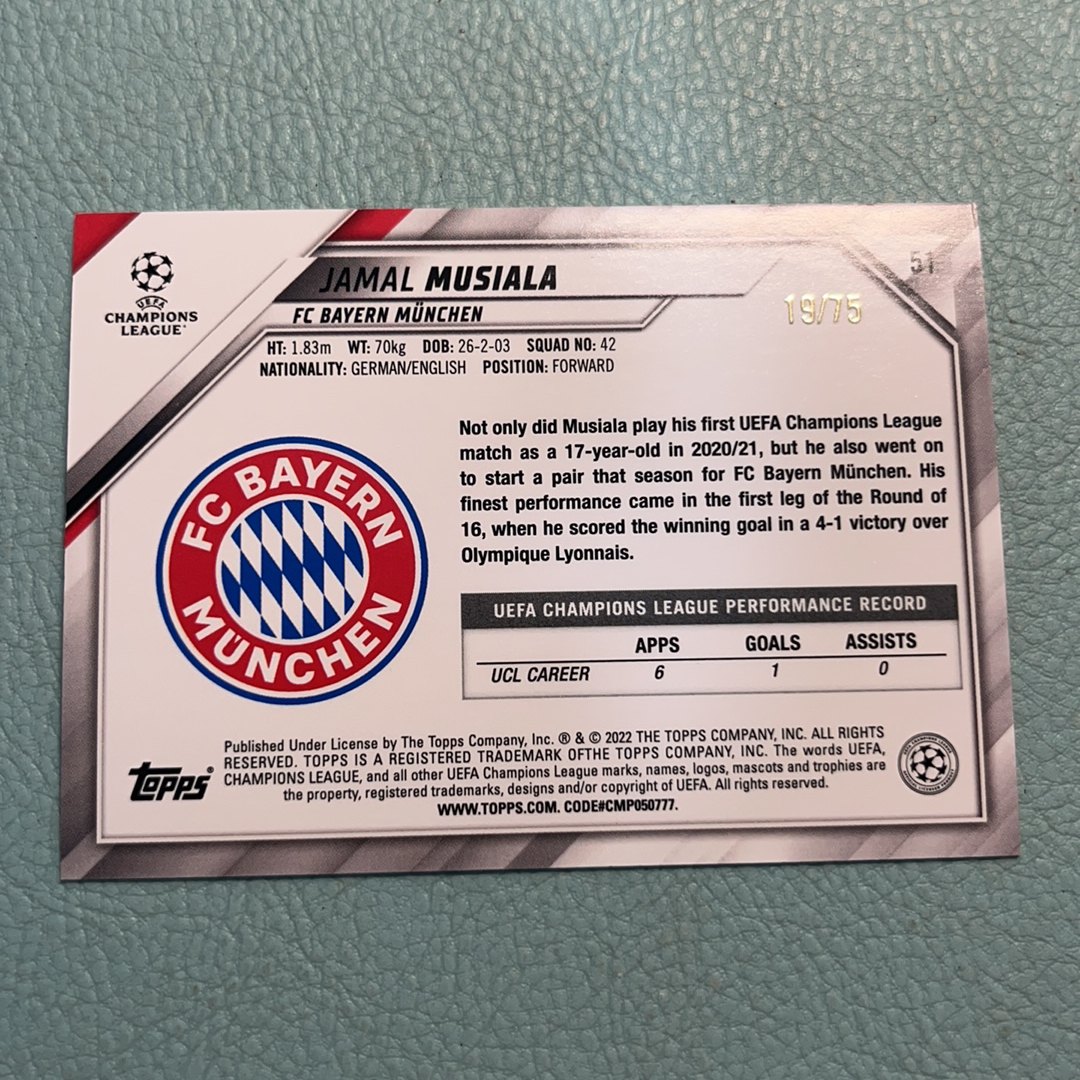 UEFA
CHAMPIONS
LEAGUE
JAMAL MUSIALA
51
19/75
FC BAYERN MÜNCHEN
HT: 1.83m WT: 70kg DOB: 26-2-03 SQUAD NO: 42
NATIONALITY: GERMAN/ENGLISH POSITION: FORWARD
FC BAYERN
MÜNCHEN
Not only did Musiala play his first UEFA Champions League
match as a 17-year-old in 2020/21, but he also went on
to start a pair that season for FC Bayern München. His
finest performance came in the first leg of the Round of
16, when he scored the winning goal in a 4-1 victory over
Olympique Lyonnais.
UEFA CHAMPIONS LEAGUE PERFORMANCE RECORD
APPS GOALS ASSISTS
UCL CAREER 6 1 0
Published Under License by The Topps Company, Inc. ® & © 2022 THE TOPPS COMPANY, INC. ALL RIGHTS
RESERVED. TOPPS IS A REGISTERED TRADEMARK OFTHE TOPPS COMPANY, INC. The words UEFA,
CHAMPIONS LEAGUE, and all other UEFA Champions League marks, names, logos, mascots and trophies are
the property, registered trademarks, designs and/or copyright of UEFA. All rights reserved.
WWW.TOPPS.COM. CODE#CMP050777.
TOPPS®